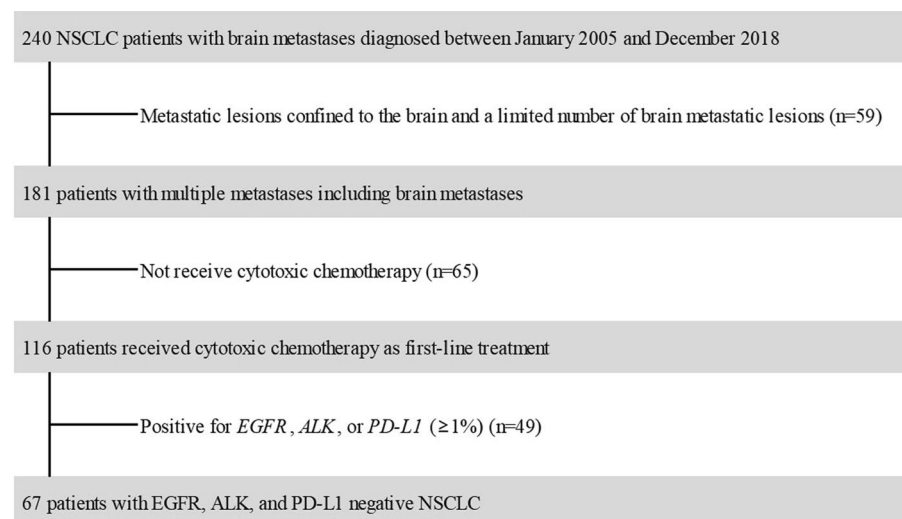 240 NSCLC patients with brain metastases diagnosed between January 2005 and December 2018
Metastatic lesions confined to the brain and a limited number of brain metastatic lesions (n=59)
181 patients with multiple metastases including brain metastases
Not receive cytotoxic chemotherapy (n=65)
116 patients received cytotoxic chemotherapy as first-line treatment
Positive for EGFR, ALK, or PD-L1 (≥1%) (n=49)
67 patients with EGFR, ALK, and PD-L1 negative NSCLC